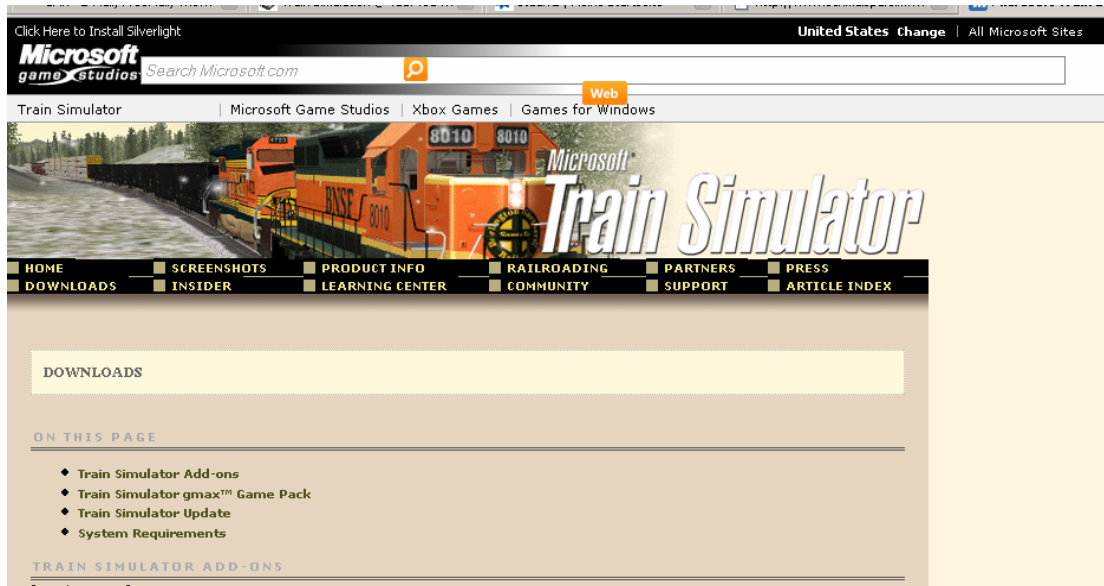 Click Here to Install Silverlight
United States Change | All Microsoft Sites
Microsoft
game studios
Search Microsoft.com
Web
Train Simulator | Microsoft Game Studios | Xbox Games | Games for Windows
8010 8010
4723
BNSF
8010
Microsoft
Train Simulator
HOME SCREENSHOTS PRODUCT INFO RAILROADING PARTNERS PRESS
DOWNLOADS INSIDER LEARNING CENTER COMMUNITY SUPPORT ARTICLE INDEX
DOWNLOADS
ON THIS PAGE
Train Simulator Add-ons
Train Simulator gmax™ Game Pack
Train Simulator Update
System Requirements
TRAIN SIMULATOR ADD-ONS